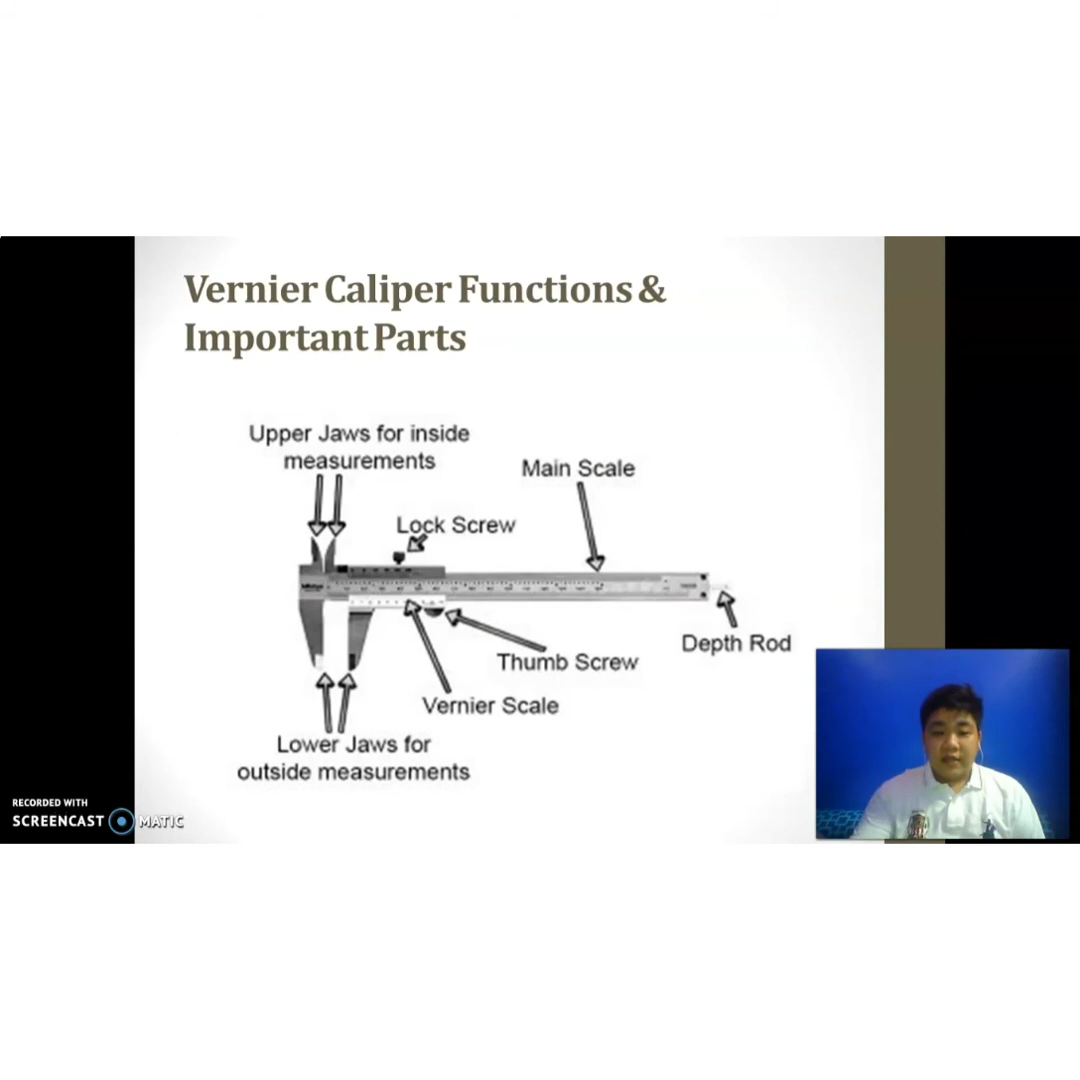 Vernier Caliper Functions &
Important Parts
Upper Jaws for inside
measurements
Main Scale
Lock Screw
Depth Rod
Thumb Screw
Vernier Scale
Lower Jaws for
outside measurements
RECORDED WITH
SCREENCAST MATIC